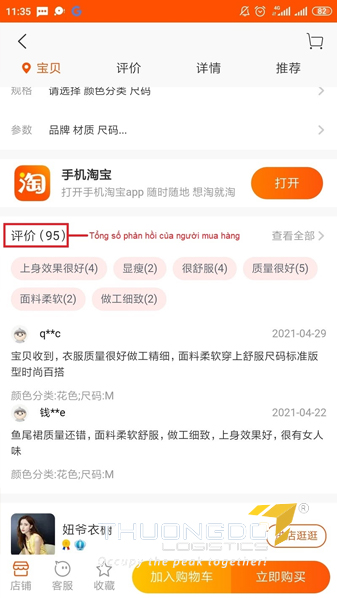 11:35
4G
82
宝贝
评价
详情
推荐
规格
请选择 颜色分类 尺码
参数
品牌 材质 尺码...
淘
手机淘宝
打开手机淘宝app 随时随地 想淘就淘
打开
评价（95）
Tổng số phản hồi của người mua hàng
查看全部
上身效果很好(4)
显瘦(2)
很舒服(4)
质量很好(5)
面料柔软(2)
做工细致(2)
q**c
2021-04-29
宝贝收到，衣服质量很好做工精细，面料柔软穿上舒服尺码标准版
型时尚百搭
颜色分类:花色;尺码:M
钱**e
2021-04-22
鱼尾裙质量还错，面料柔软舒服，做工细致，上身效果好，很有女人
味
颜色分类:花色;尺码:M
妞爷衣橱
店逛逛
®
THUONGDO
LOGISTICS
Occupy the peak together!
店铺
客服
收藏
加入购物车
立即购买